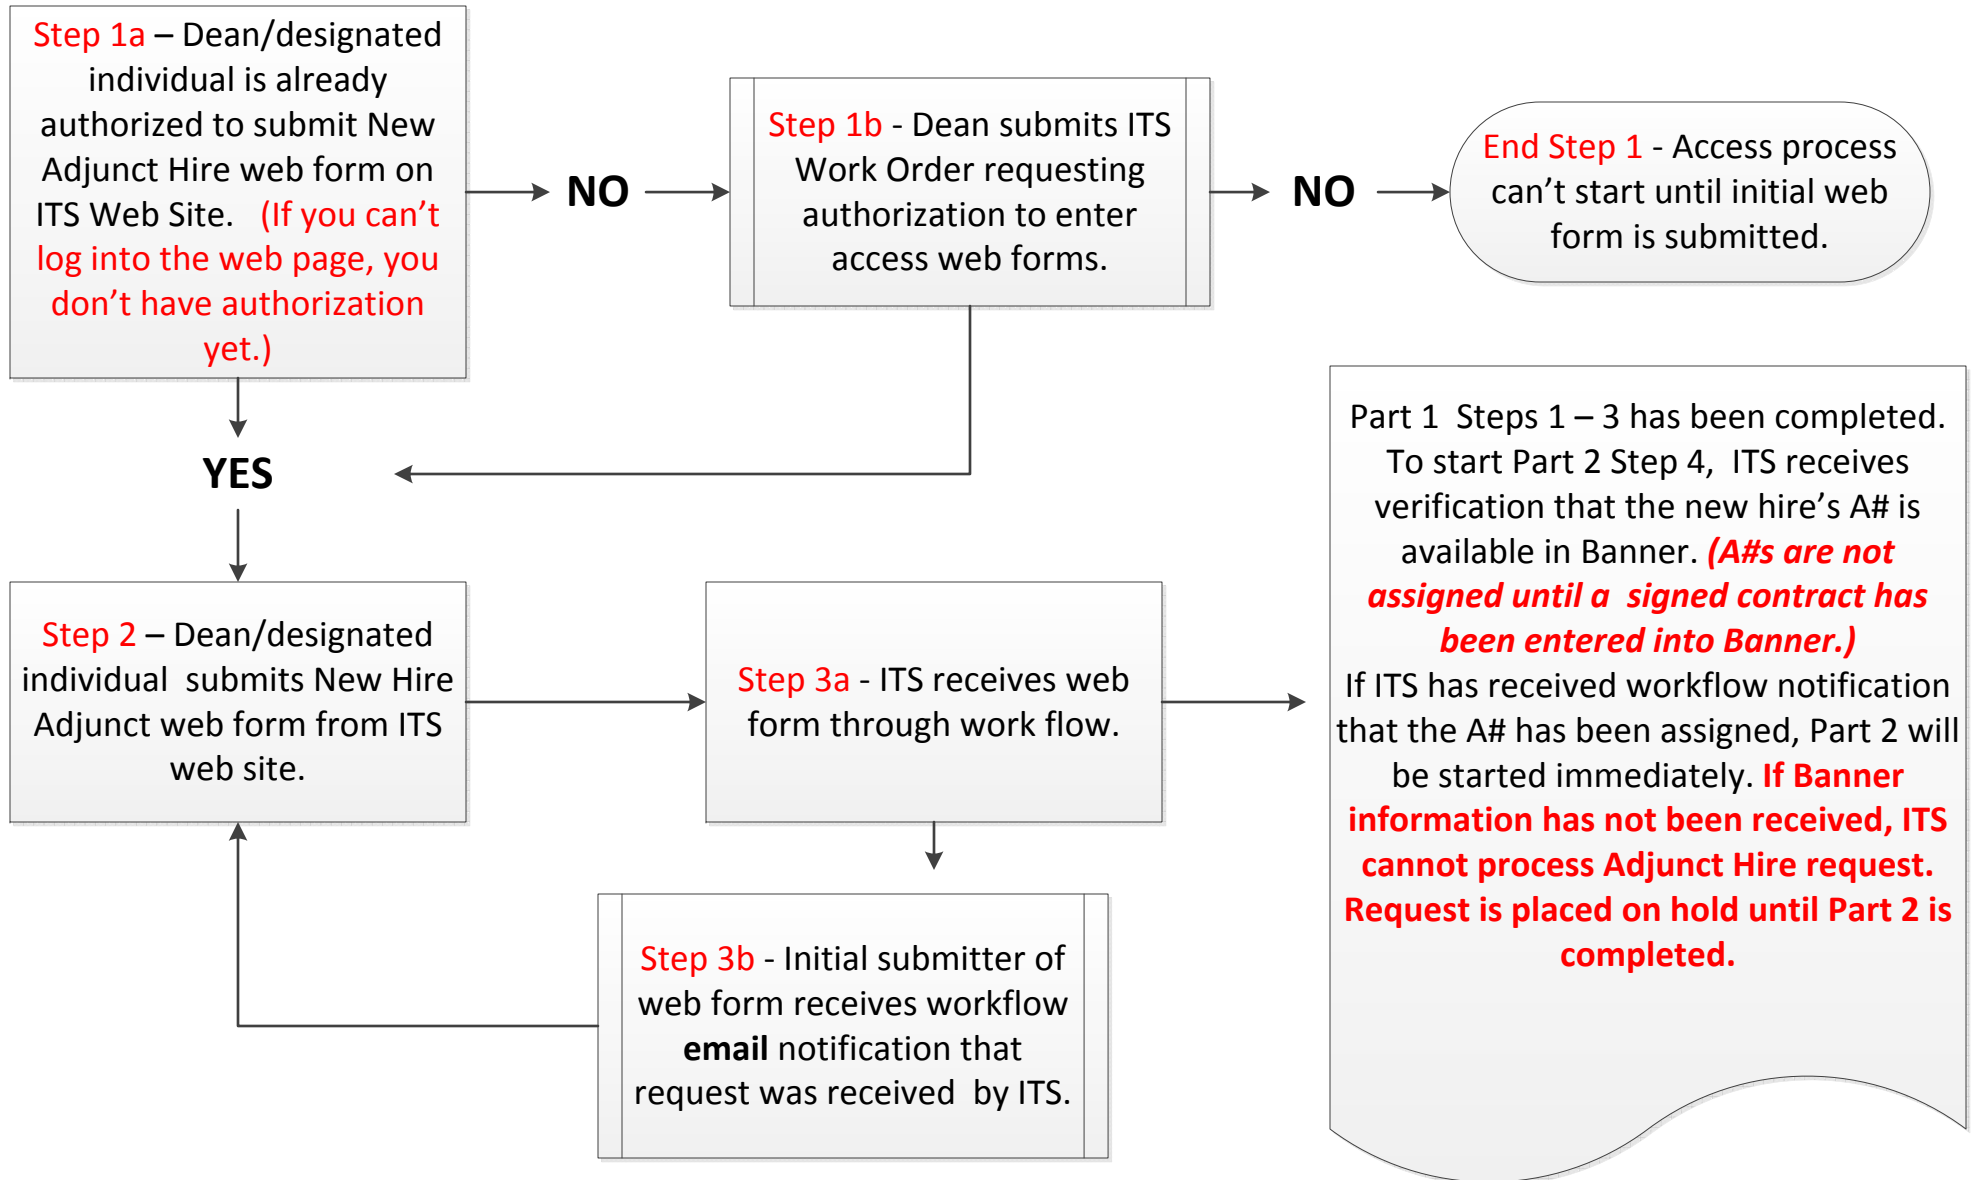 Step 1a – Dean/designated
individual is already
authorized to submit New
Adjunct Hire web form on
ITS Web Site. (If you can’t
log into the web page, you
don’t have authorization
yet.)
NO
Step 1b - Dean submits ITS
Work Order requesting
authorization to enter
access web forms.
NO
End Step 1 - Access process
can’t start until initial web
form is submitted.
YES
Step 2 – Dean/designated
individual submits New Hire
Adjunct web form from ITS
web site.
Step 3a - ITS receives web
form through work flow.
Step 3b - Initial submitter of
web form receives workflow
email notification that
request was received by ITS.
Part 1 Steps 1 – 3 has been completed.
To start Part 2 Step 4, ITS receives
verification that the new hire’s A# is
available in Banner. (A#s are not
assigned until a signed contract has
been entered into Banner.)
If ITS has received workflow notification
that the A# has been assigned, Part 2 will
be started immediately. If Banner
information has not been received, ITS
cannot process Adjunct Hire request.
Request is placed on hold until Part 2 is
completed.